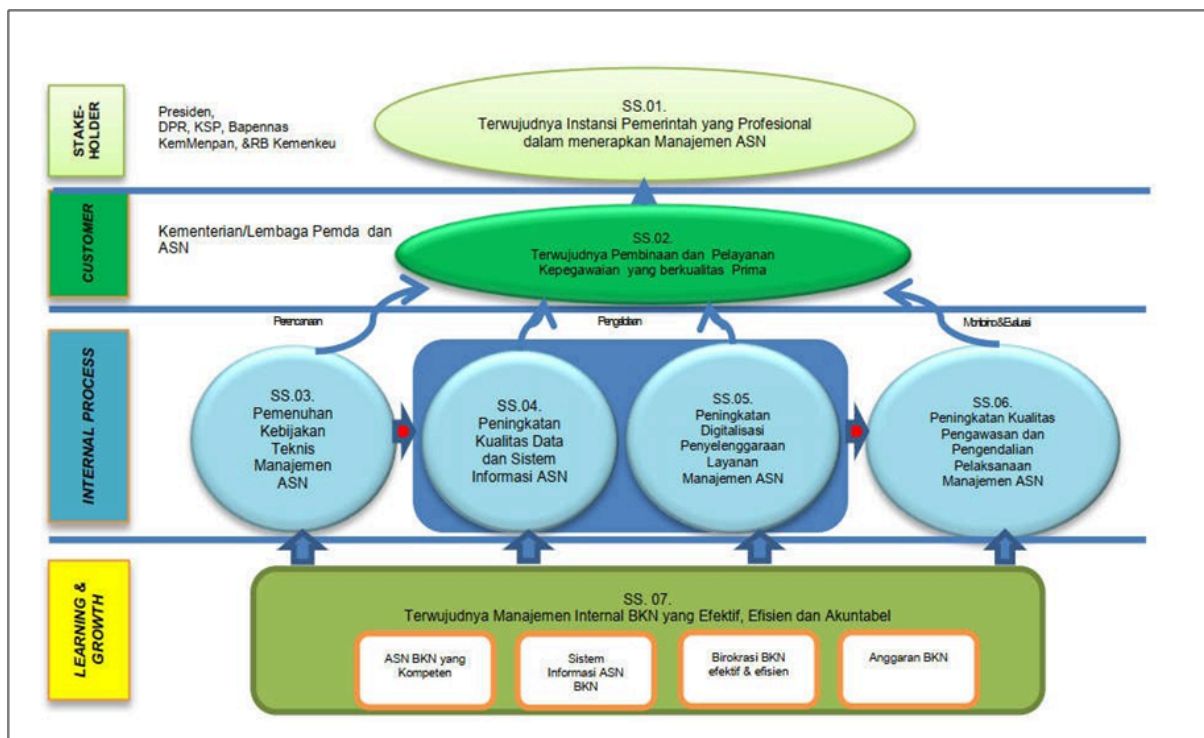 STAKE-
HOLDER
Presiden,
DPR, KSP, Bapennas
KemMenpan, &RB Kemenkeu
SS.01.
Terwujudnya Instansi Pemerintah yang Profesional
dalam menerapkan Manajemen ASN
CUSTOMER
Kementerian/Lembaga Pemda dan
ASN
SS.02.
Terwujudnya Pembinaan dan Pelayanan
Kepegawaian yang berkualitas Prima
INTERNAL PROCESS
Perencanaan
SS.03.
Pemenuhan
Kebijakan
Teknis
Manajemen
ASN
SS.04.
Peningkatan
Kualitas Data
dan Sistem
Informasi ASN
SS.05.
Peningkatan
Digitalisasi
Penyelenggaraan
Layanan
Manajemen ASN
SS.06.
Peningkatan Kualitas
Pengawasan dan
Pengendalian
Pelaksanaan
Manajemen ASN
LEARNING &
GROWTH
SS. 07.
Terwujudnya Manajemen Internal BKN yang Efektif, Efisien dan Akuntabel
ASN BKN yang
Kompeten
Sistem
Informasi ASN
BKN
Birokrasi BKN
efektif & efisien
Anggaran BKN